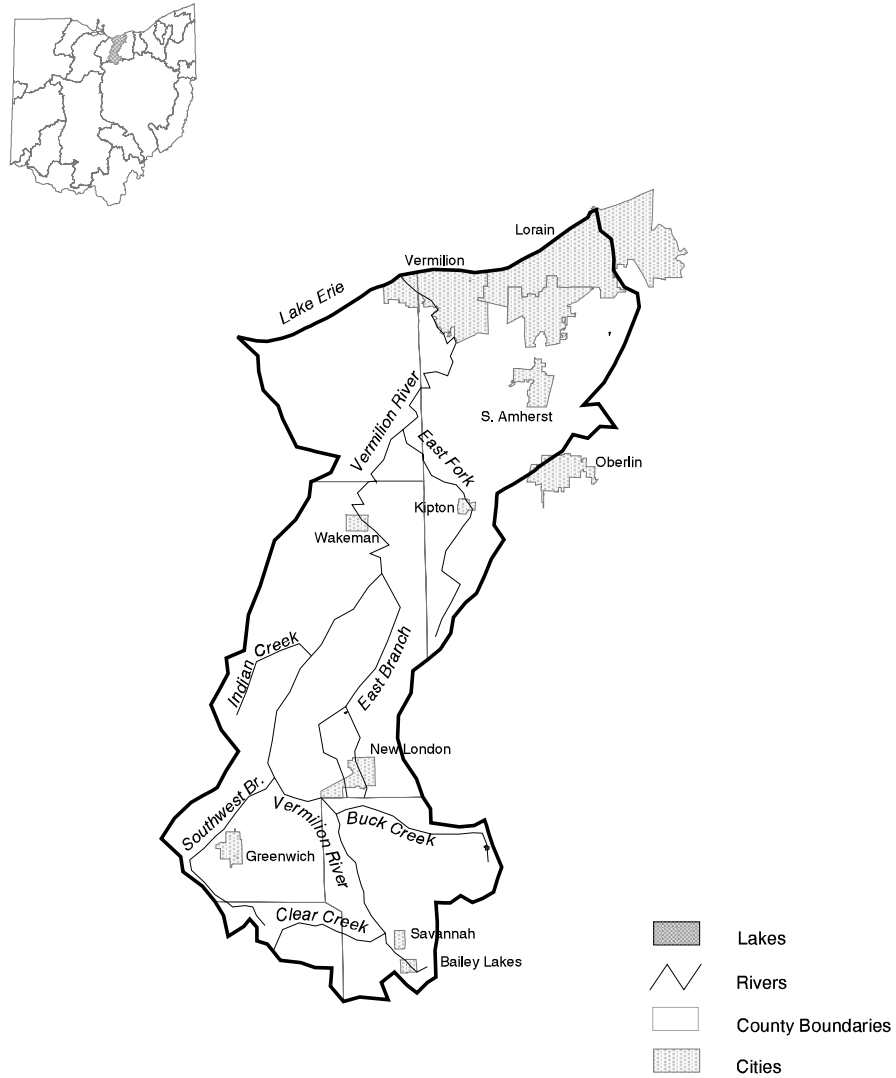 Lorain
Vermilion
Lake Erie
Vermilion River
S. Amherst
East Fork
Oberlin
Kipton
Wakeman
Indian Creek
East Branch
New London
Southwest Br.
Vermilion River
Buck Creek
Greenwich
Clear Creek
Savannah
Bailey Lakes
Lakes
Rivers
County Boundaries
Cities